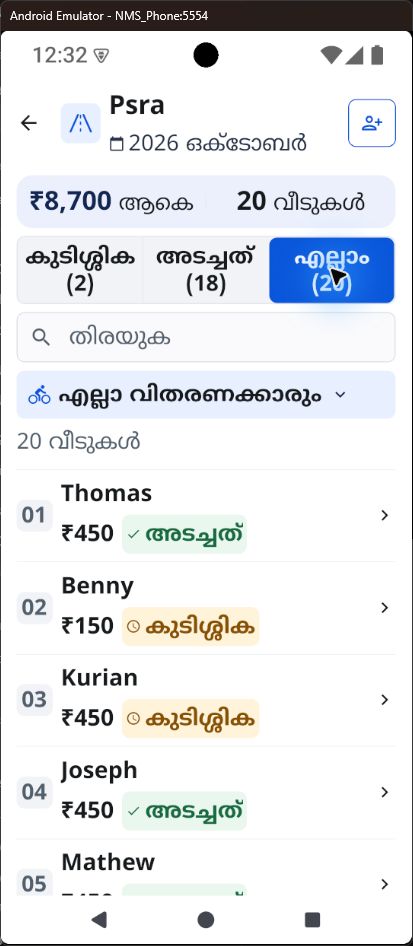 Android Emulator - NMS_Phone:5554
12:32
Psra
2026 ഒക്ടോബർ
₹8,700 ആകെ
20 വീടുകൾ
കുടിശ്ശിക (2)
അടച്ചത് (18)
എല്ലാം
തിരയുക
എല്ലാ വിതരണക്കാരും
20 വീടുകൾ
01
Thomas
₹450 അടച്ചത്
02
Benny
₹150 കുടിശ്ശിക
03
Kurian
₹450 കുടിശ്ശിക
04
Joseph
₹450 അടച്ചത്
05
Mathew